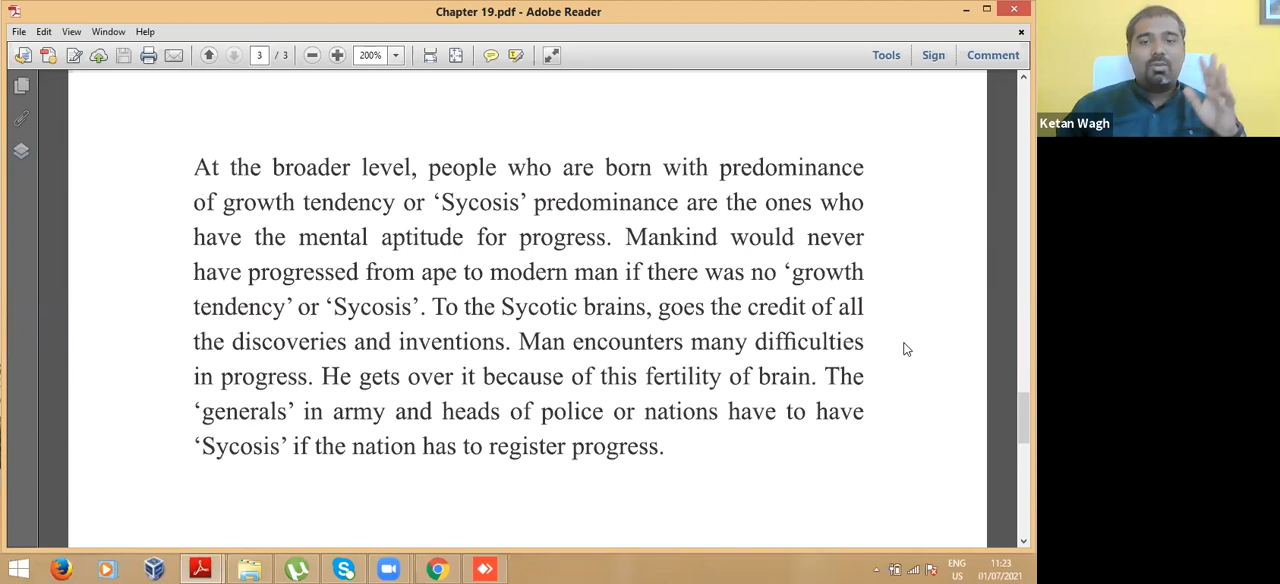 Chapter 19.pdf - Adobe Reader
File Edit View Window Help
3 / 3 200% Tools Sign Comment
Ketan Wagh
At the broader level, people who are born with predominance
of growth tendency or ‘Sycosis’ predominance are the ones who
have the mental aptitude for progress. Mankind would never
have progressed from ape to modern man if there was no ‘growth
tendency’ or ‘Sycosis’. To the Sycotic brains, goes the credit of all
the discoveries and inventions. Man encounters many difficulties
in progress. He gets over it because of this fertility of brain. The
‘generals’ in army and heads of police or nations have to have
‘Sycosis’ if the nation has to register progress.
ENG 11:23
US 01/07/2021